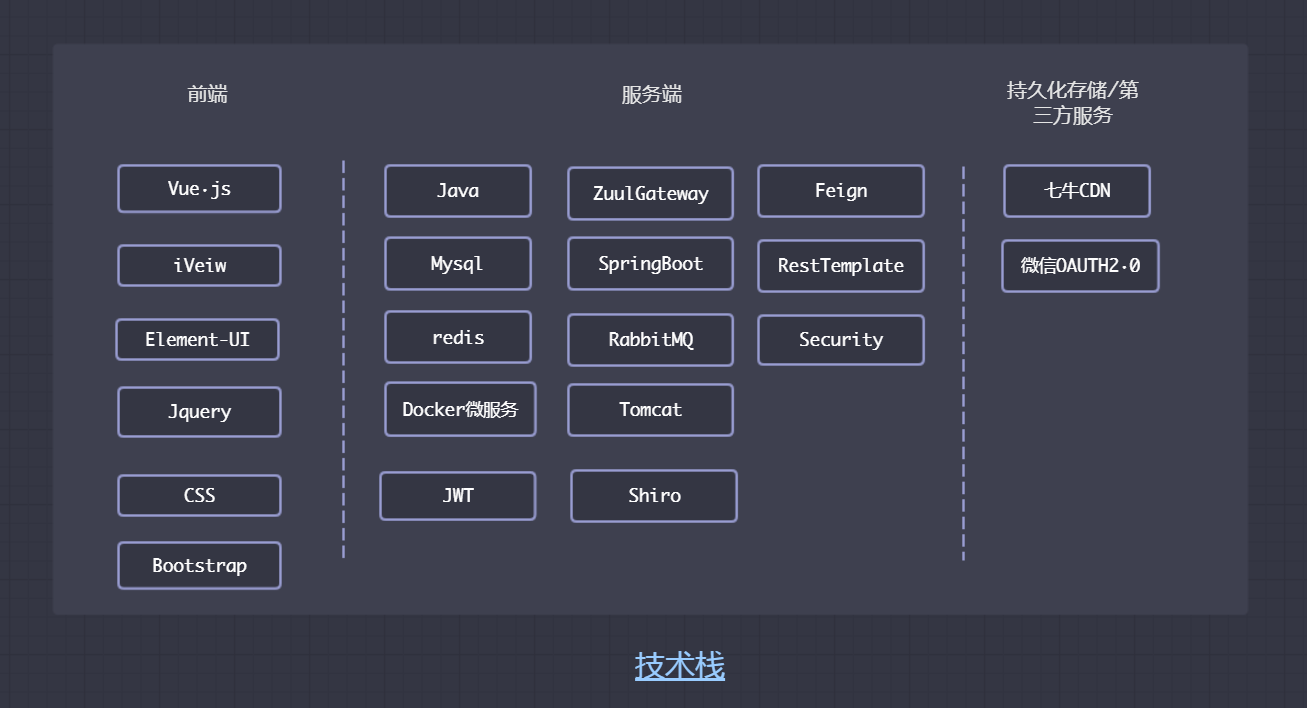 前端
Vue.js
iVeiw
Element-UI
Jquery
CSS
Bootstrap
服务端
Java
ZuulGateway
Feign
Mysql
SpringBoot
RestTemplate
redis
RabbitMQ
Security
Docker微服务
Tomcat
JWT
Shiro
持久化存储/第
三方服务
七牛CDN
微信OAUTH2.0
技术栈